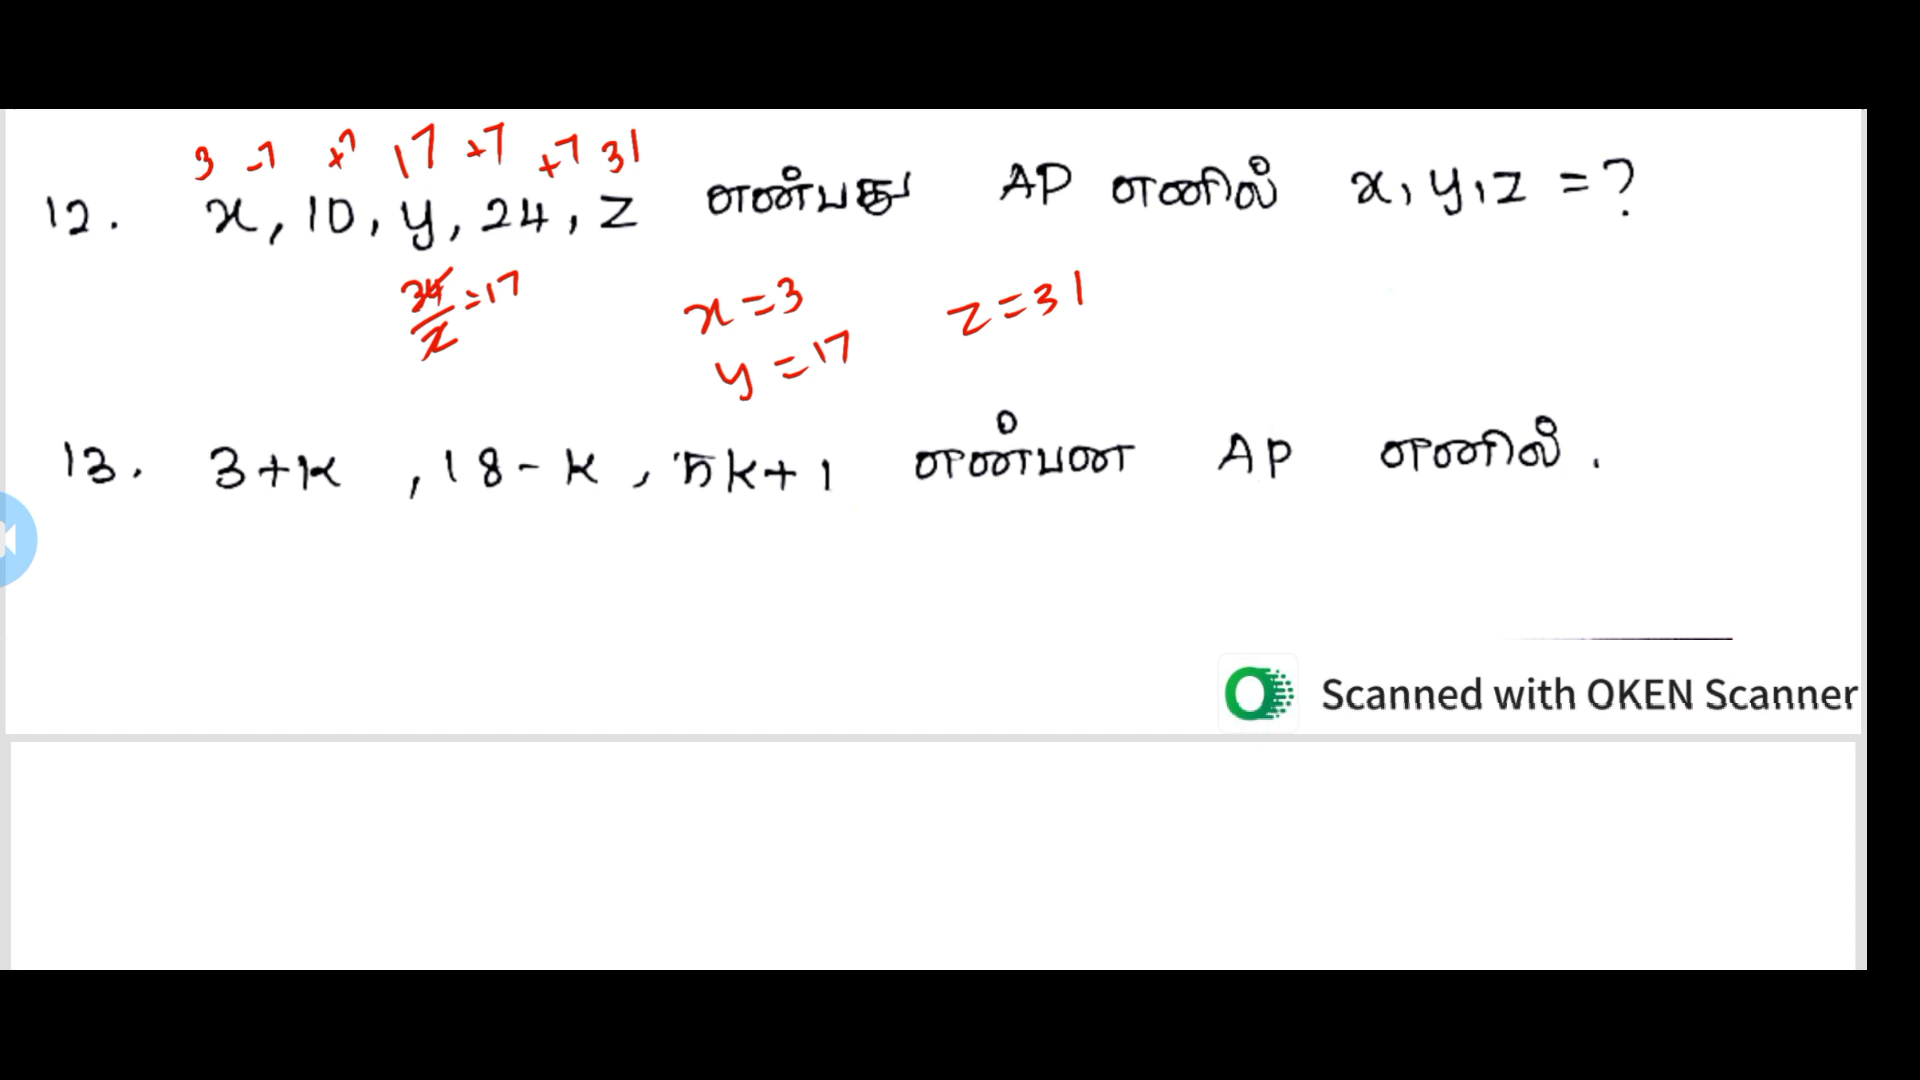 3 -7 +7 17 +7 +7 31
12. x, 10, y, 24, z என்பது AP எனில் x, y, z = ?
34/2 = 17 x = 3 z = 31
y = 17
13. 3+k , 18-k , 5k+1 என்பன AP எனில் .
Scanned with OKEN Scanner